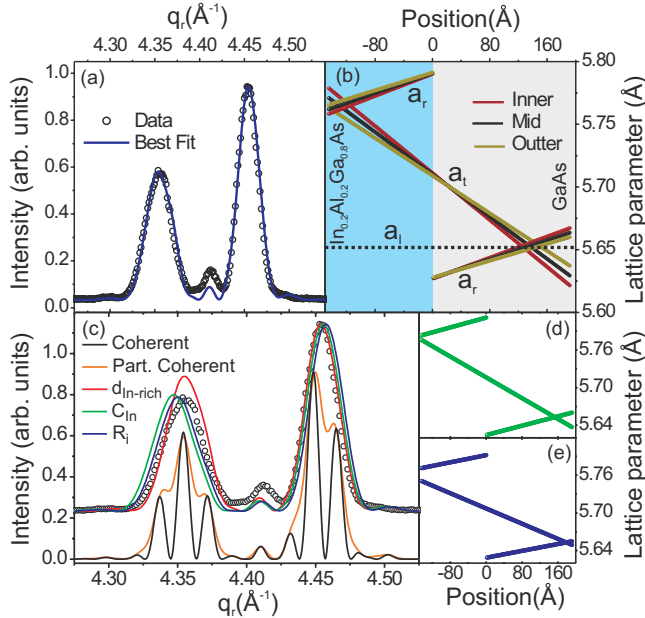 q_r(Å⁻¹)
Position(Å)
4.30 4.35 4.40 4.45 4.50
-80 0 80 160
(a)
Data
Best Fit
1.0
0.8
0.6
0.4
0.2
0.0
Intensity (arb. units)
(b)
a_r
Inner
Mid
Outter
In_0.2Al_0.2Ga_0.8As
GaAs
a_t
a_l
a_r
5.80
5.75
5.70
5.65
5.60
Lattice parameter (Å)
(c)
Coherent
Part. Coherent
d_In-rich
C_In
R_i
1.0
0.8
0.6
0.4
0.2
0.0
Intensity (arb. units)
4.30 4.35 4.40 4.45 4.50
q_r(Å⁻¹)
(d)
5.76
5.70
5.64
(e)
5.76
5.70
5.64
Lattice parameter (Å)
-80 0 80 160
Position(Å)